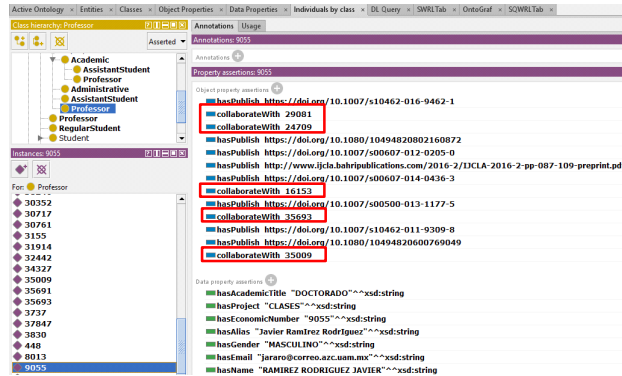 Active Ontology × Entities × Classes × Object Properties × Data Properties × Individuals by class × DL Query × SWRLTab × OntoGraf × SQWRLTab ×
Class hierarchy: Professor
Asserted
Academic
AssistantStudent
Professor
Administrative
AssistantStudent
Professor
Professor
RegularStudent
Student
Instances: 9055
For: Professor
30352
30717
30761
3155
31914
32442
34327
35009
35691
35693
3737
37847
3830
448
8013
9055
Annotations Usage
Annotations: 9055
Annotations
Property assertions: 9055
Object property assertions
hasPublish https://doi.org/10.1007/s10462-016-9462-1
collaborateWith 29081
collaborateWith 24709
hasPublish https://doi.org/10.1080/10494820802160872
hasPublish https://doi.org/10.1007/s00607-012-0205-0
hasPublish http://www.ijcla.bahripublications.com/2016-2/IJCLA-2016-2-pp-087-109-preprint.pd
hasPublish https://doi.org/10.1007/s00607-014-0436-3
collaborateWith 16153
hasPublish https://doi.org/10.1007/s00500-013-1177-5
collaborateWith 35693
hasPublish https://doi.org/10.1007/s10462-011-9309-8
hasPublish https://doi.org/10.1080/10494820600769049
collaborateWith 35009
Data property assertions
hasAcademicTitle "DOCTORADO"^^xsd:string
hasProject "CLASES"^^xsd:string
hasEconomicNumber "9055"^^xsd:string
hasAlias "Javier RamIrez RodrIguez"^^xsd:string
hasGender "MASCULINO"^^xsd:string
hasEmail "jararo@correo.azc.uam.mx"^^xsd:string
hasName "RAMIREZ RODRIGUEZ JAVIER"^^xsd:string